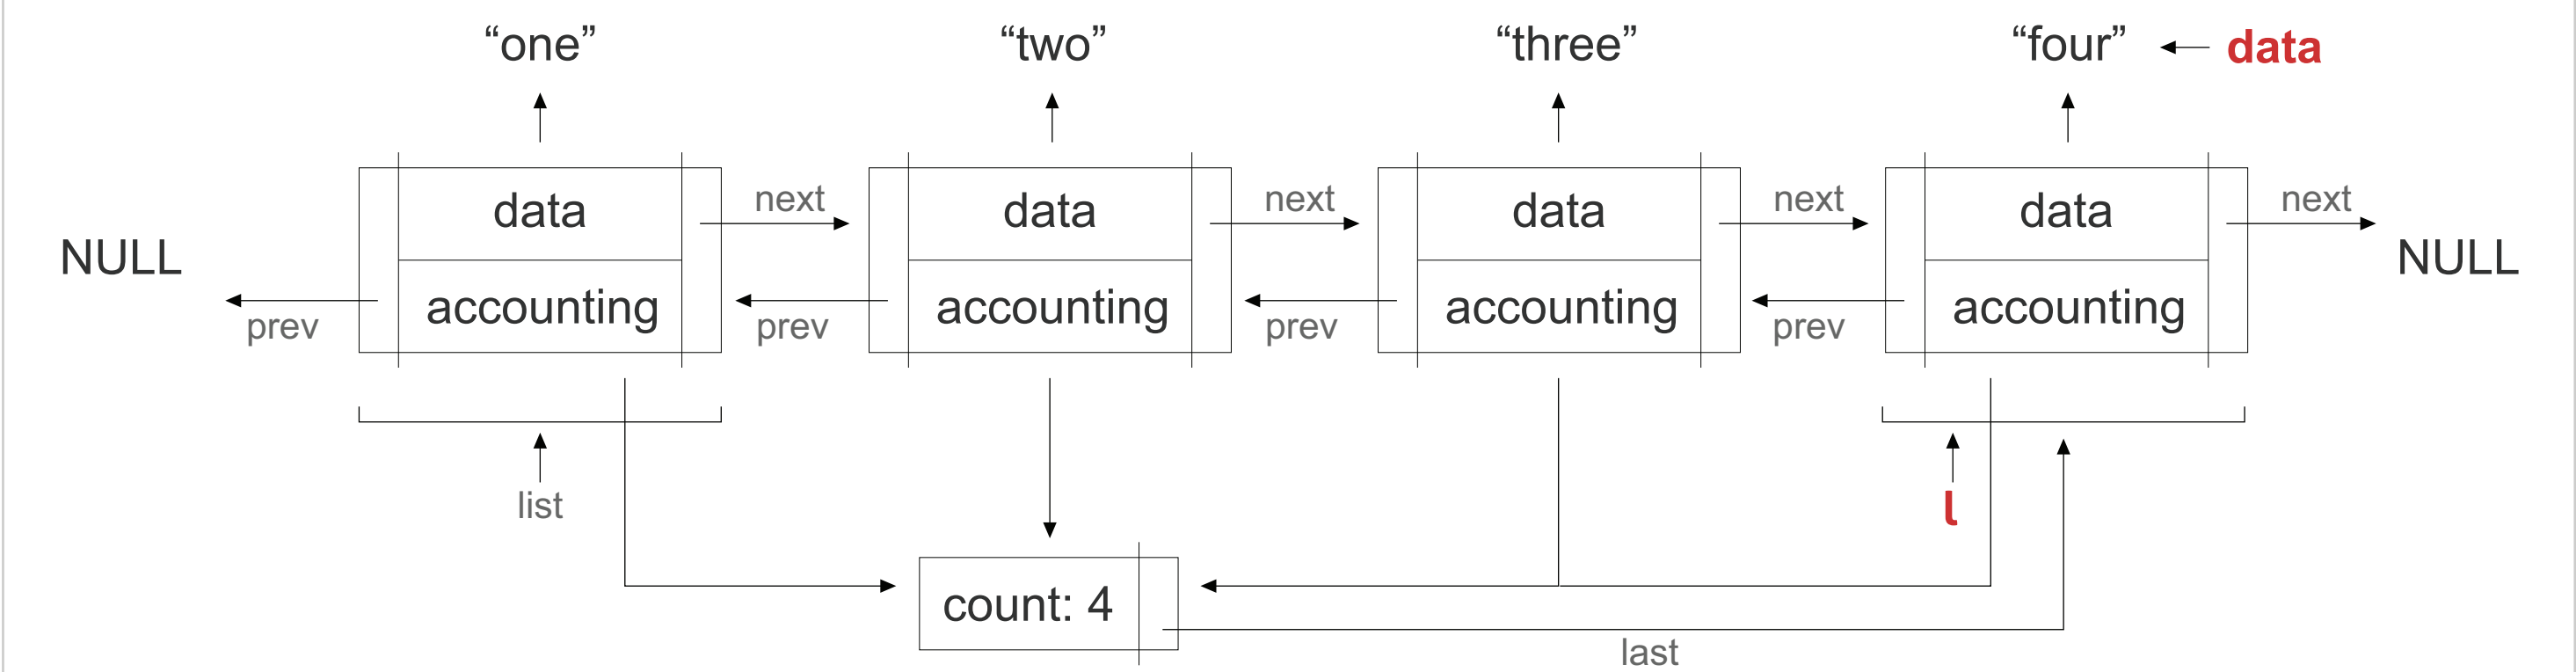 “one” “two” “three” “four” data
next next next next
data data data data
NULL NULL
accounting accounting accounting accounting
prev prev prev prev
list l
count: 4
last